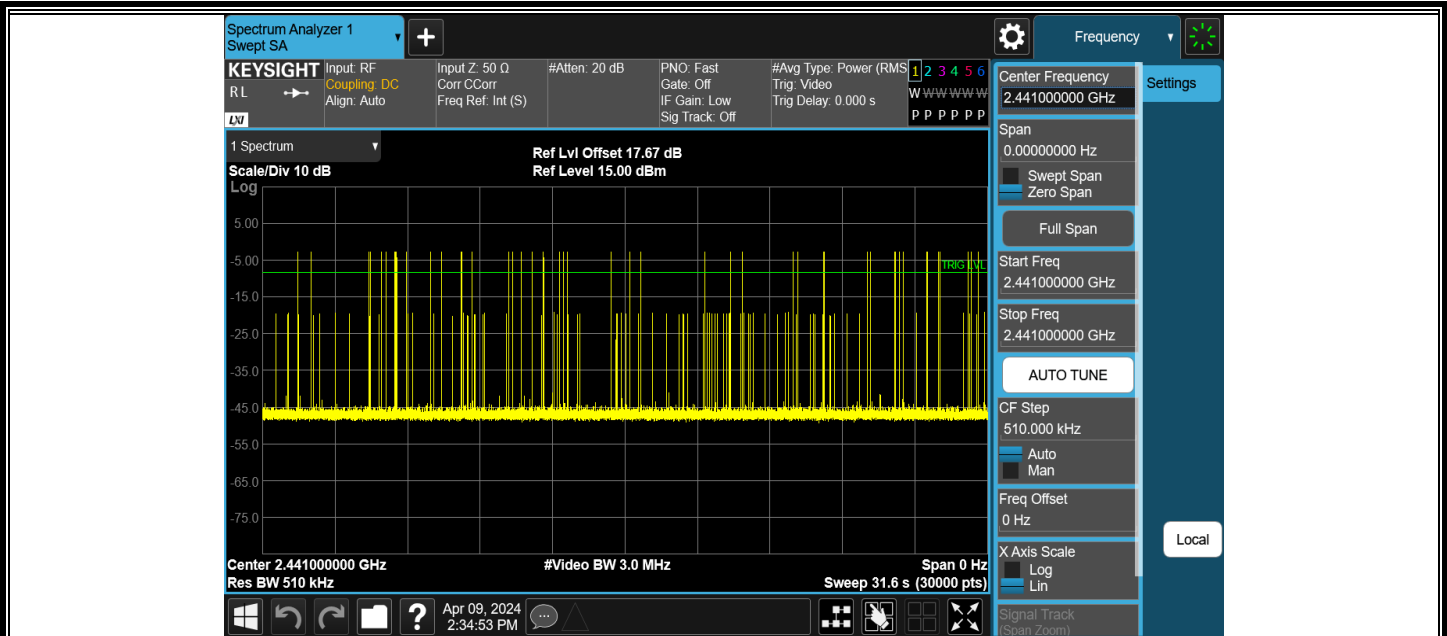 Spectrum Analyzer 1
Swept SA
Frequency
KEYSIGHT
RL
LXI
Input: RF
Coupling: DC
Align: Auto
Input Z: 50 Ω
Corr CCorr
Freq Ref: Int (S)
#Atten: 20 dB
PNO: Fast
Gate: Off
IF Gain: Low
Sig Track: Off
#Avg Type: Power (RMS
Trig: Video
Trig Delay: 0.000 s
1 2 3 4 5 6
W W W W W W
P P P P P P
1 Spectrum
Scale/Div 10 dB
Log
Ref Lvl Offset 17.67 dB
Ref Level 15.00 dBm
5.00
-5.00
TRIG LVL
-15.0
-25.0
-35.0
-45.0
-55.0
-65.0
-75.0
Center 2.441000000 GHz
#Video BW 3.0 MHz
Span 0 Hz
Res BW 510 kHz
Sweep 31.6 s (30000 pts)
Apr 09, 2024
2:34:53 PM
Center Frequency
2.441000000 GHz
Span
0.00000000 Hz
Swept Span
Zero Span
Full Span
Start Freq
2.441000000 GHz
Stop Freq
2.441000000 GHz
AUTO TUNE
CF Step
510.000 kHz
Auto
Man
Freq Offset
0 Hz
X Axis Scale
Log
Lin
Signal Track
(Span Zoom)
Settings
Local